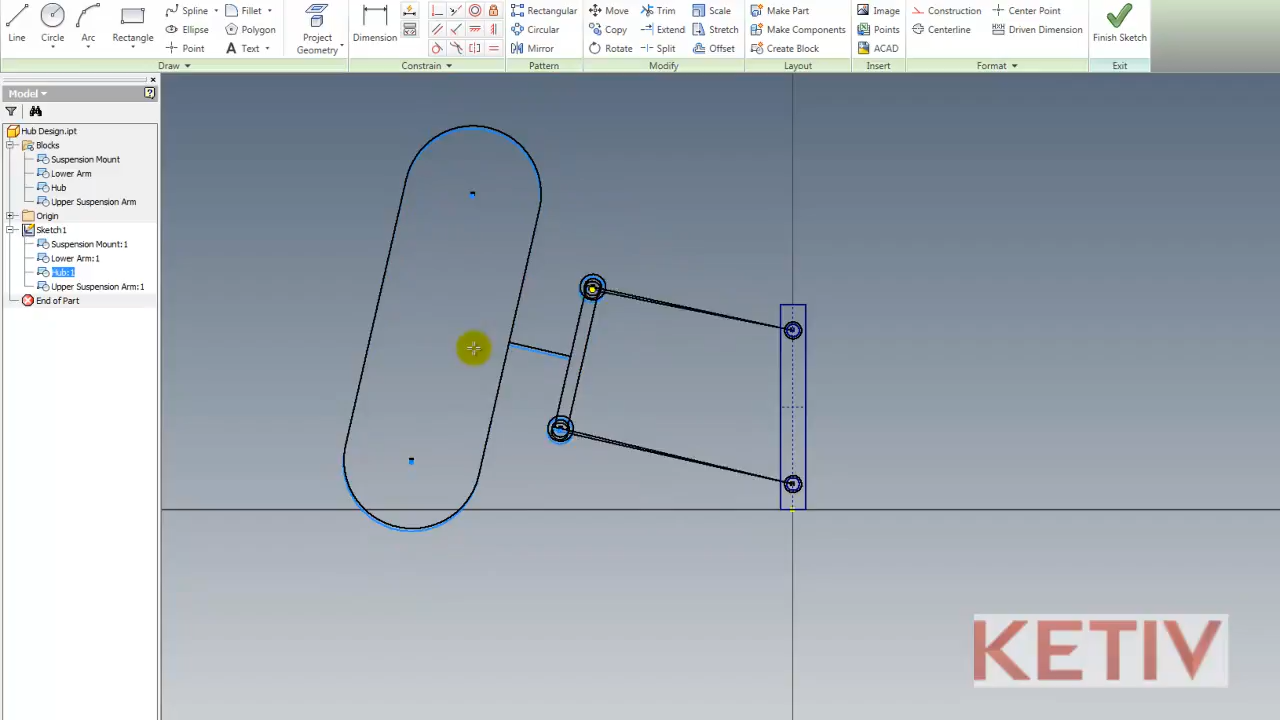 Spline Fillet Rectangular Move Trim Scale Make Part Image Construction Center Point
Line Circle Arc Rectangle Ellipse Polygon Project Geometry Dimension Circular Copy Extend Stretch Make Components Points Centerline Driven Dimension Finish Sketch
Point Text Mirror Rotate Split Offset Create Block ACAD
Draw Constrain Pattern Modify Layout Insert Format Exit
Model
Hub Design.ipt
Blocks
Suspension Mount
Lower Arm
Hub
Upper Suspension Arm
Origin
Sketch1
Suspension Mount:1
Lower Arm:1
Hub:1
Upper Suspension Arm:1
End of Part
KETIV